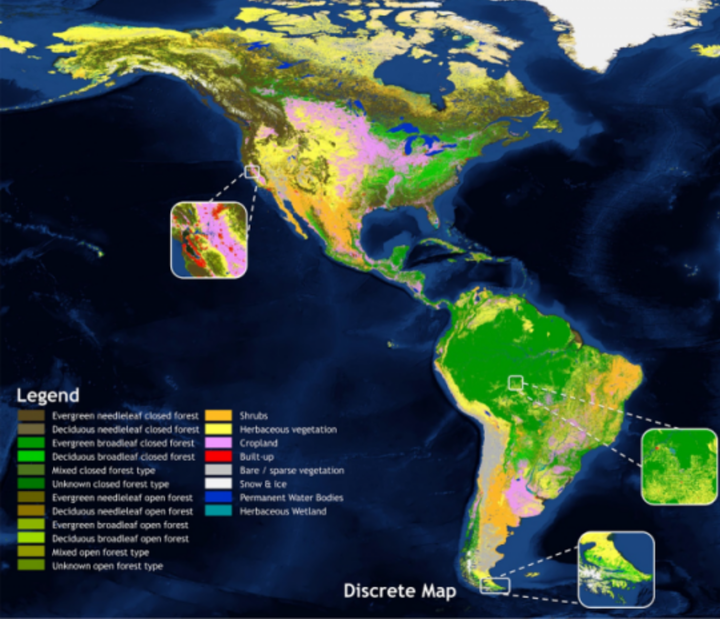 Legend
Evergreen needleleaf closed forest
Deciduous needleleaf closed forest
Evergreen broadleaf closed forest
Deciduous broadleaf closed forest
Mixed closed forest type
Unknown closed forest type
Evergreen needleleaf open forest
Deciduous needleleaf open forest
Evergreen broadleaf open forest
Deciduous broadleaf open forest
Mixed open forest type
Unknown open forest type
Shrubs
Herbaceous vegetation
Cropland
Built-up
Bare / sparse vegetation
Snow & ice
Permanent Water Bodies
Herbaceous Wetland
Discrete Map